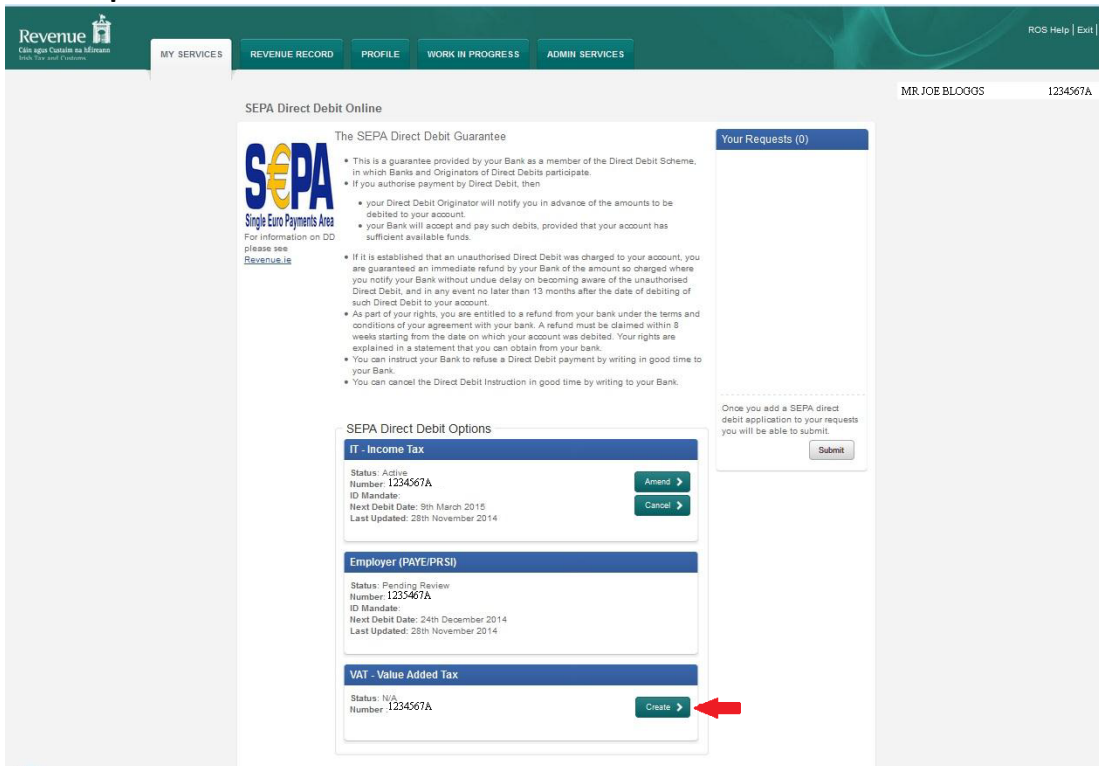 Revenue
Cáin agus Custaim na hÉireann
Irish Tax and Customs
MY SERVICES
REVENUE RECORD
PROFILE
WORK IN PROGRESS
ADMIN SERVICES
ROS Help | Exit |
MR JOE BLOGGS 1234567A
SEPA Direct Debit Online
S€PA
Single Euro Payments Area
For information on DD
please see
Revenue.ie
The SEPA Direct Debit Guarantee
• This is a guarantee provided by your Bank as a member of the Direct Debit Scheme,
in which Banks and Originators of Direct Debits participate.
• If you authorise payment by Direct Debit, then
• your Direct Debit Originator will notify you in advance of the amounts to be
debited to your account.
• your Bank will accept and pay such debits, provided that your account has
sufficient available funds.
• If it is established that an unauthorised Direct Debit was charged to your account, you
are guaranteed an immediate refund by your Bank of the amount so charged where
you notify your Bank without undue delay on becoming aware of the unauthorised
Direct Debit, and in any event no later than 13 months after the date of debiting of
such Direct Debit to your account.
• As part of your rights, you are entitled to a refund from your bank under the terms and
conditions of your agreement with your bank. A refund must be claimed within 8
weeks starting from the date on which your account was debited. Your rights are
explained in a statement that you can obtain from your bank.
• You can instruct your Bank to refuse a Direct Debit payment by writing in good time to
your Bank.
• You can cancel the Direct Debit Instruction in good time by writing to your Bank.
Your Requests (0)
Once you add a SEPA direct
debit application to your requests
you will be able to submit.
Submit
SEPA Direct Debit Options
IT - Income Tax
Status: Active
Number: 1234567A
ID Mandate:
Next Debit Date: 9th March 2015
Last Updated: 28th November 2014
Amend
Cancel
Employer (PAYE/PRSI)
Status: Pending Review
Number: 1235467A
ID Mandate:
Next Debit Date: 24th December 2014
Last Updated: 28th November 2014
VAT - Value Added Tax
Status: N/A
Number : 1234567A
Create